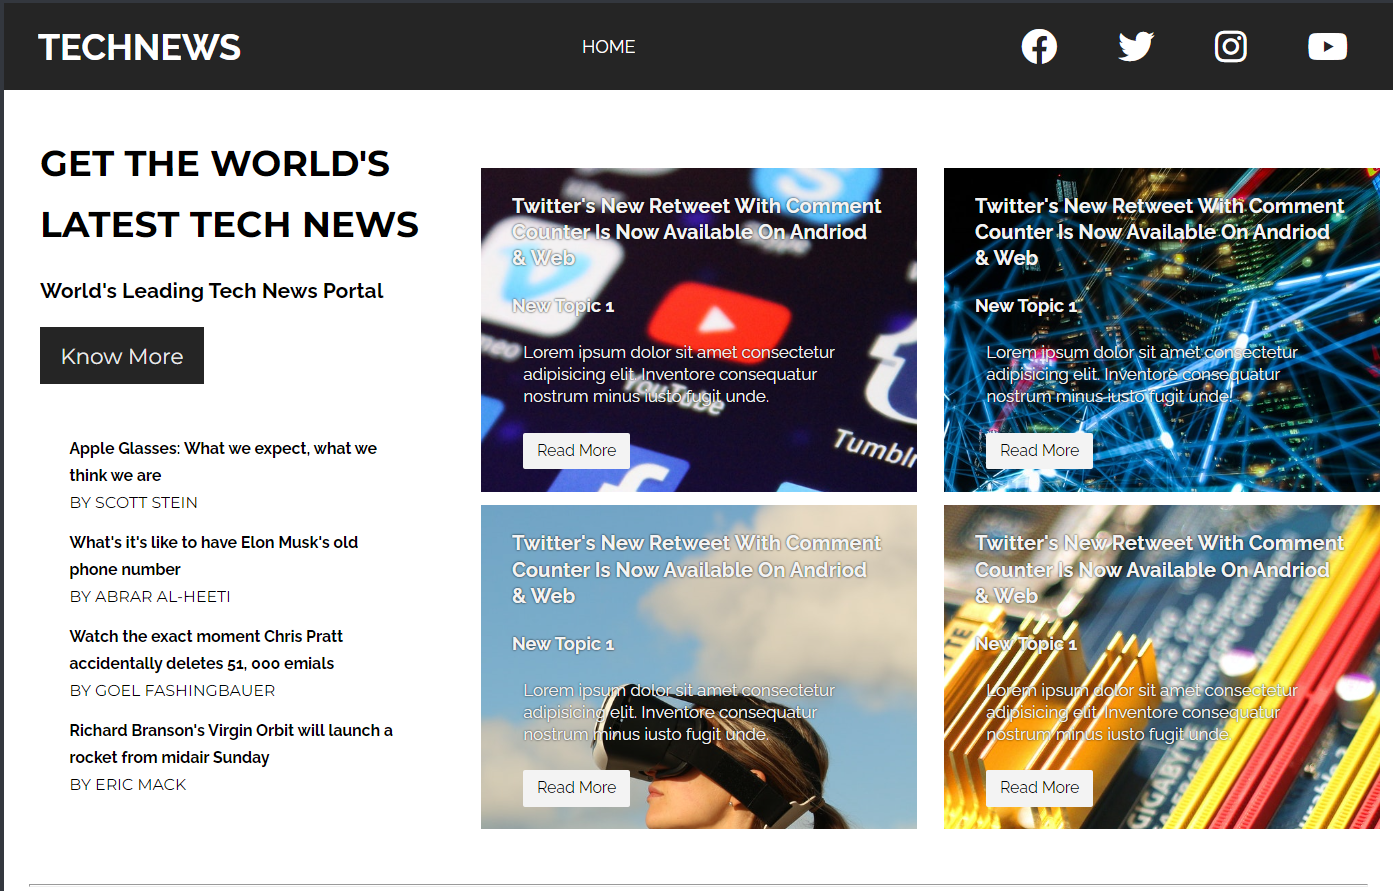 TECHNEWS
HOME
GET THE WORLD'S
LATEST TECH NEWS
World's Leading Tech News Portal
Know More
Apple Glasses: What we expect, what we
think we are
BY SCOTT STEIN
What's it's like to have Elon Musk's old
phone number
BY ABRAR AL-HEETI
Watch the exact moment Chris Pratt
accidentally deletes 51, 000 emials
BY GOEL FASHINGBAUER
Richard Branson's Virgin Orbit will launch a
rocket from midair Sunday
BY ERIC MACK
Twitter's New Retweet With Comment
Counter Is Now Available On Andriod
& Web
New Topic 1
Lorem ipsum dolor sit amet consectetur
adipisicing elit. Inventore consequatur
nostrum minus iusto fugit unde.
YouTube
Read More
Twitter's New Retweet With Comment
Counter Is Now Available On Andriod
& Web
New Topic 1
Lorem ipsum dolor sit amet consectetur
adipisicing elit. Inventore consequatur
nostrum minus iusto fugit unde.
Read More
Twitter's New Retweet With Comment
Counter Is Now Available On Andriod
& Web
New Topic 1
Lorem ipsum dolor sit amet consectetur
adipisicing elit. Inventore consequatur
nostrum minus iusto fugit unde.
Read More
Twitter's New Retweet With Comment
Counter Is Now Available On Andriod
& Web
New Topic 1
Lorem ipsum dolor sit amet consectetur
adipisicing elit. Inventore consequatur
nostrum minus iusto fugit unde.
GIGABYTE
Read More